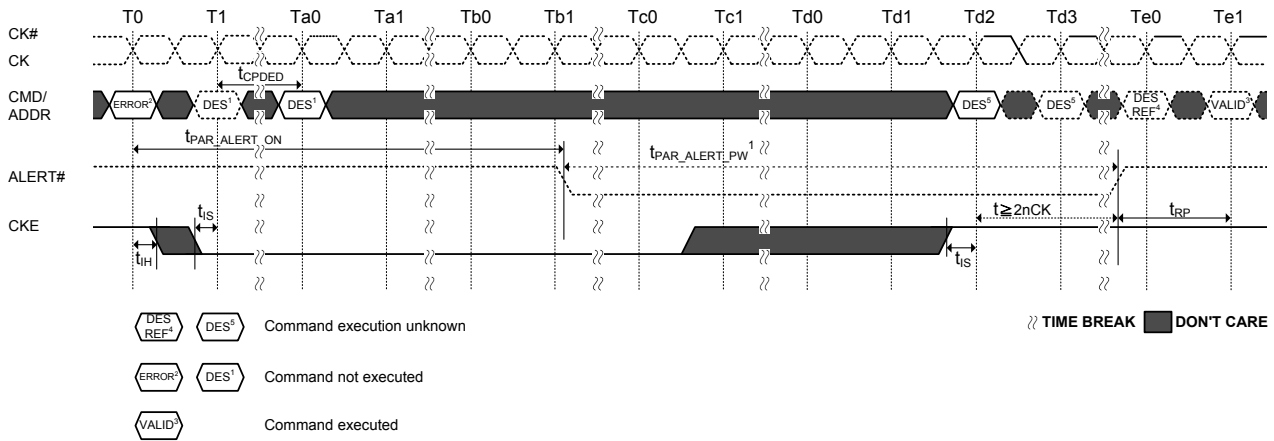 T0 T1 Ta0 Ta1 Tb0 Tb1 Tc0 Tc1 Td0 Td1 Td2 Td3 Te0 Te1
CK#
CK
tCPDED
CMD/
ADDR
ERROR² DES¹ DES¹ DES⁵ DES⁵ DES REF⁴ VALID³
tPAR_ALERT_ON
tPAR_ALERT_PW¹
ALERT#
tIS
t≧2nCK
tRP
CKE
tIH
tIS
DES REF⁴ DES⁵ Command execution unknown
TIME BREAK DON'T CARE
ERROR² DES¹ Command not executed
VALID³ Command executed